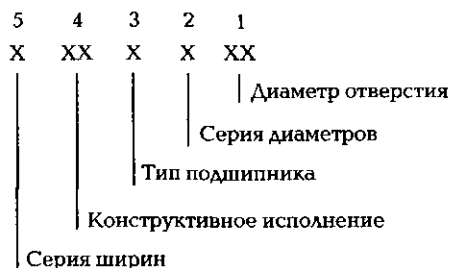 5 4 3 2 1
X XX X X XX
Диаметр отверстия
Серия диаметров
Тип подшипника
Конструктивное исполнение
Серия ширин